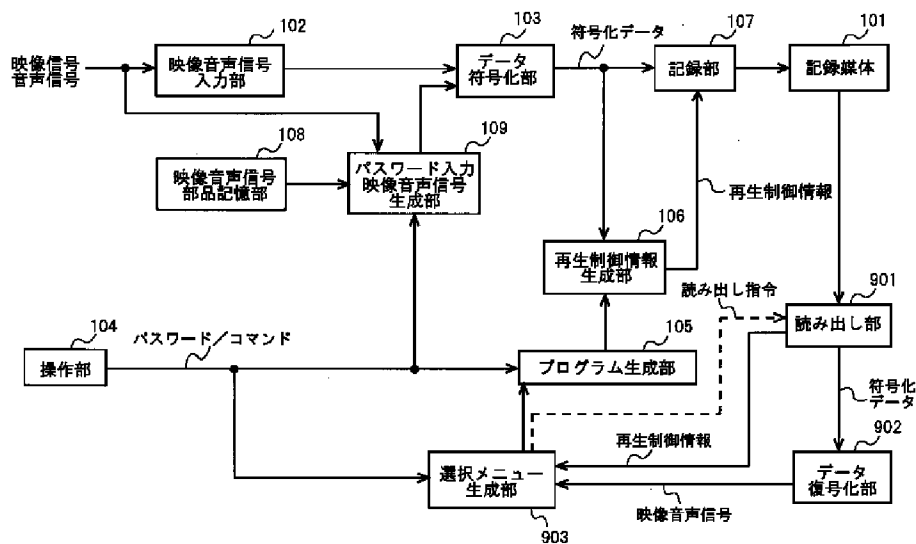 102
103
107
101
符号化データ
映像信号
音声信号
映像音声信号
入力部
データ
符号化部
記録部
記録媒体
108
109
映像音声信号
部品記憶部
パスワード入力
映像音声信号
生成部
再生制御情報
106
再生制御情報
生成部
読み出し指令
901
読み出し部
104
パスワード/コマンド
105
操作部
プログラム生成部
符号化
データ
902
再生制御情報
選択メニュー
生成部
データ
復号化部
映像音声信号
903